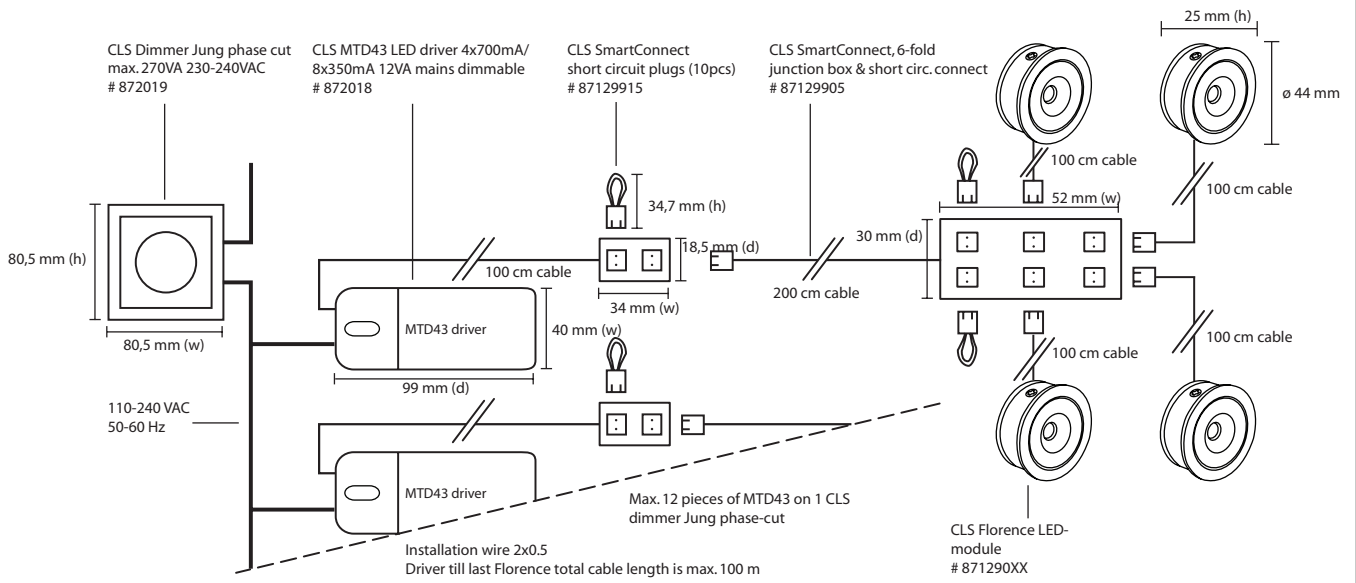 CLS Dimmer Jung phase cut
max. 270VA 230-240VAC
# 872019
CLS MTD43 LED driver 4x700mA/
8x350mA 12VA mains dimmable
# 872018
CLS SmartConnect
short circuit plugs (10pcs)
# 87129915
CLS SmartConnect, 6-fold
junction box & short circ. connect
# 87129905
25 mm (h)
ø 44 mm
100 cm cable
100 cm cable
52 mm (w)
34,7 mm (h)
30 mm (d)
18,5 mm (d)
80,5 mm (h)
100 cm cable
200 cm cable
34 mm (w)
MTD43 driver
40 mm (w)
80,5 mm (w)
99 mm (d)
100 cm cable
100 cm cable
110-240 VAC
50-60 Hz
MTD43 driver
Max. 12 pieces of MTD43 on 1 CLS
dimmer Jung phase-cut
CLS Florence LED-
module
# 871290XX
Installation wire 2x0.5
Driver till last Florence total cable length is max. 100 m